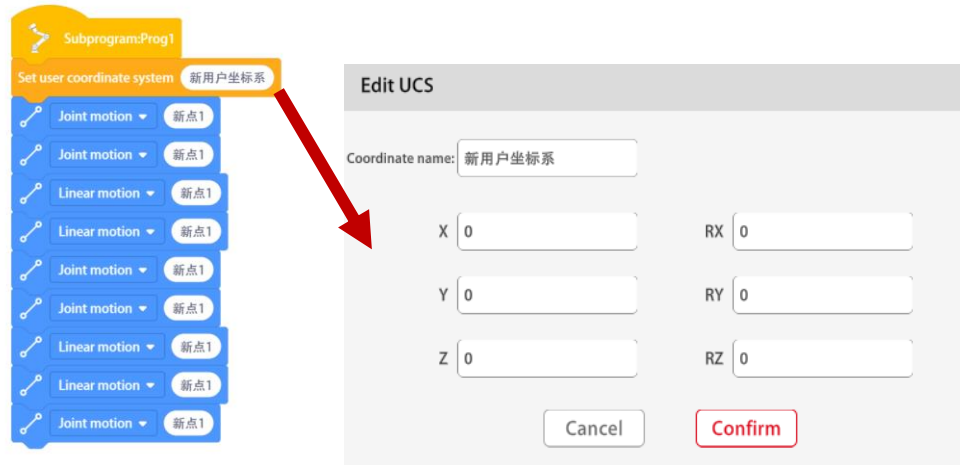 Subprogram:Prog1
Set user coordinate system 新用户坐标系
Joint motion 新点1
Joint motion 新点1
Linear motion 新点1
Linear motion 新点1
Joint motion 新点1
Joint motion 新点1
Linear motion 新点1
Linear motion 新点1
Joint motion 新点1
Edit UCS
Coordinate name: 新用户坐标系
X 0 RX 0
Y 0 RY 0
Z 0 RZ 0
Cancel Confirm